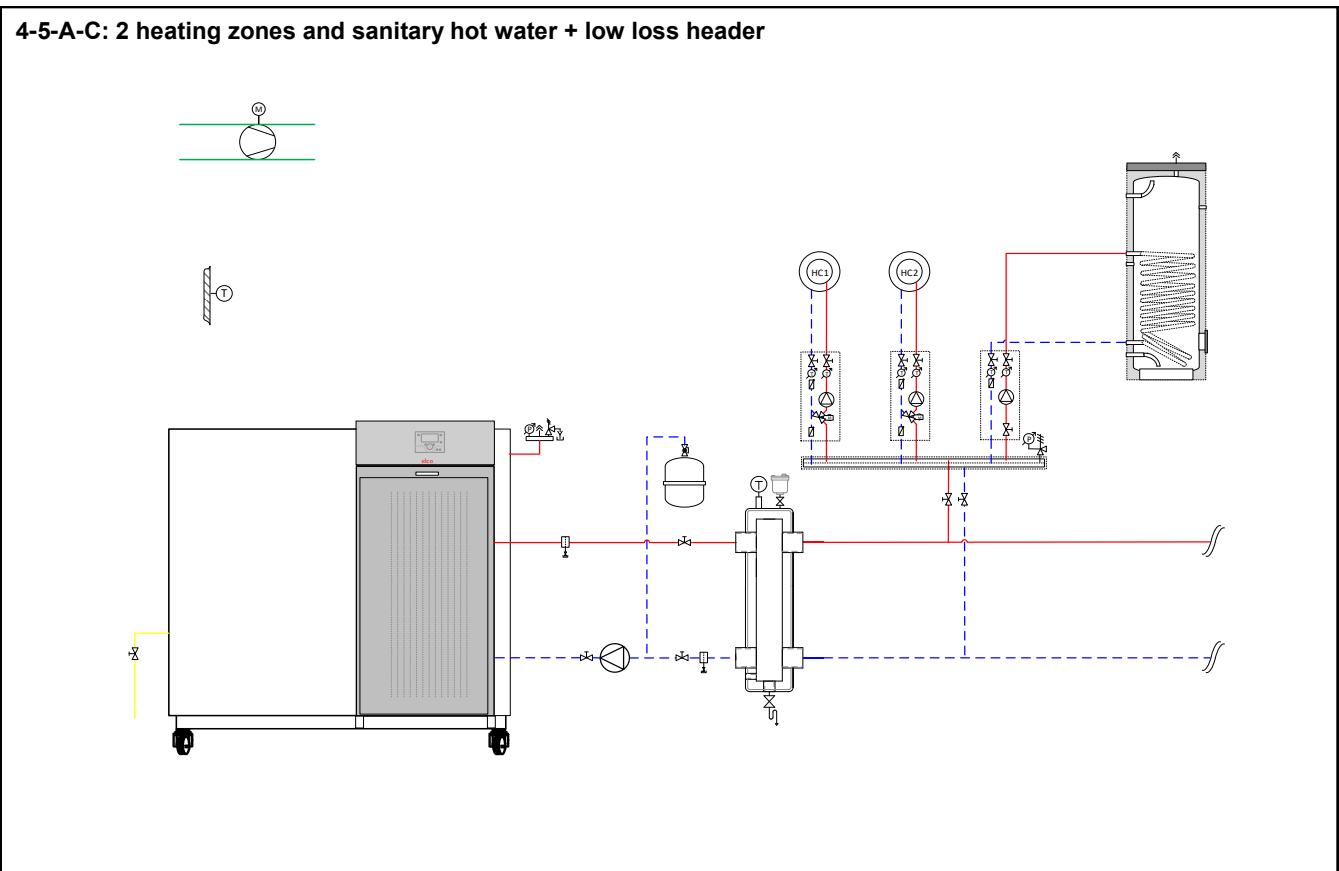 4-5-A-C: 2 heating zones and sanitary hot water + low loss header
M
T
HC1
HC2
elco
P
P
T